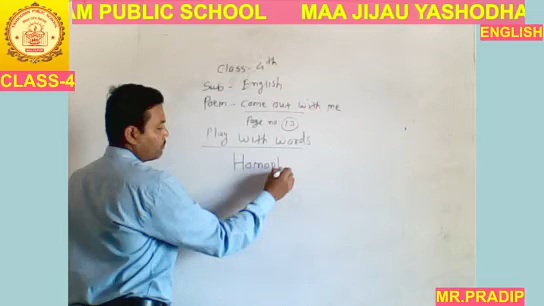 AM PUBLIC SCHOOL MAA JIJAU YASHODHA
ENGLISH
CLASS-4
Class- 4th
Sub- English
Poem- Come out with me
Page no 13
Play with words
Homoph
MR.PRADIP